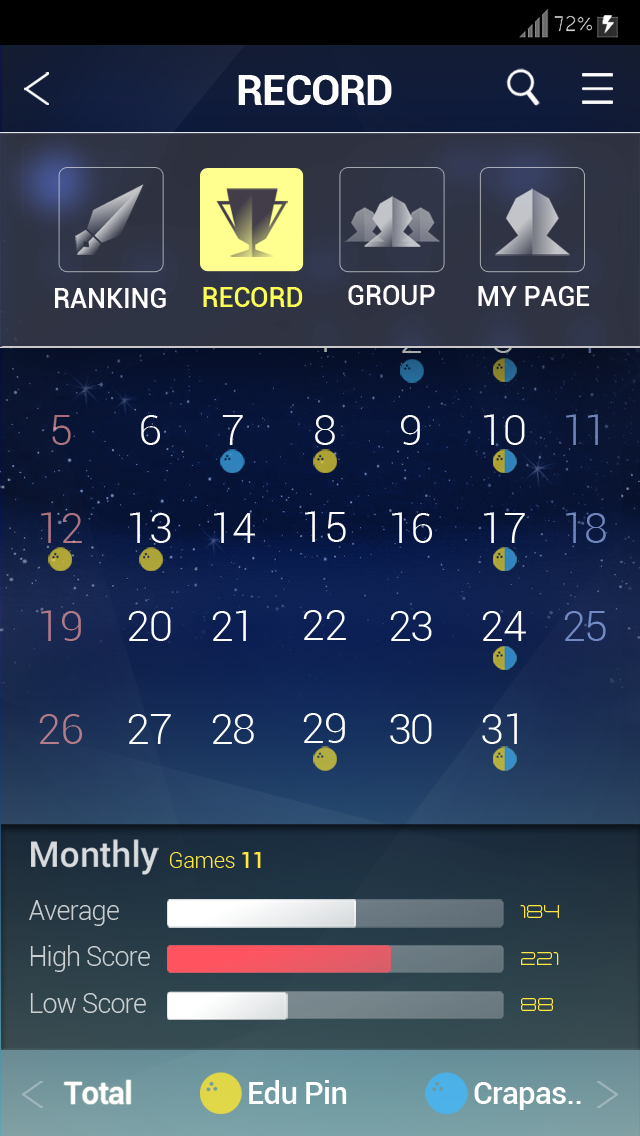 72%
RECORD
RANKING RECORD GROUP MY PAGE
5 6 7 8 9 10 11
12 13 14 15 16 17 18
19 20 21 22 23 24 25
26 27 28 29 30 31
Monthly Games 11
Average 184
High Score 221
Low Score 88
Total Edu Pin Crapas..